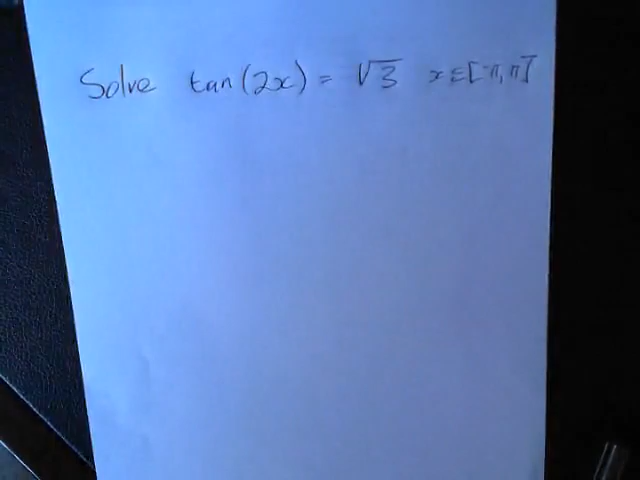 Solve tan(2x) = √3 x ∈ [-π, π]